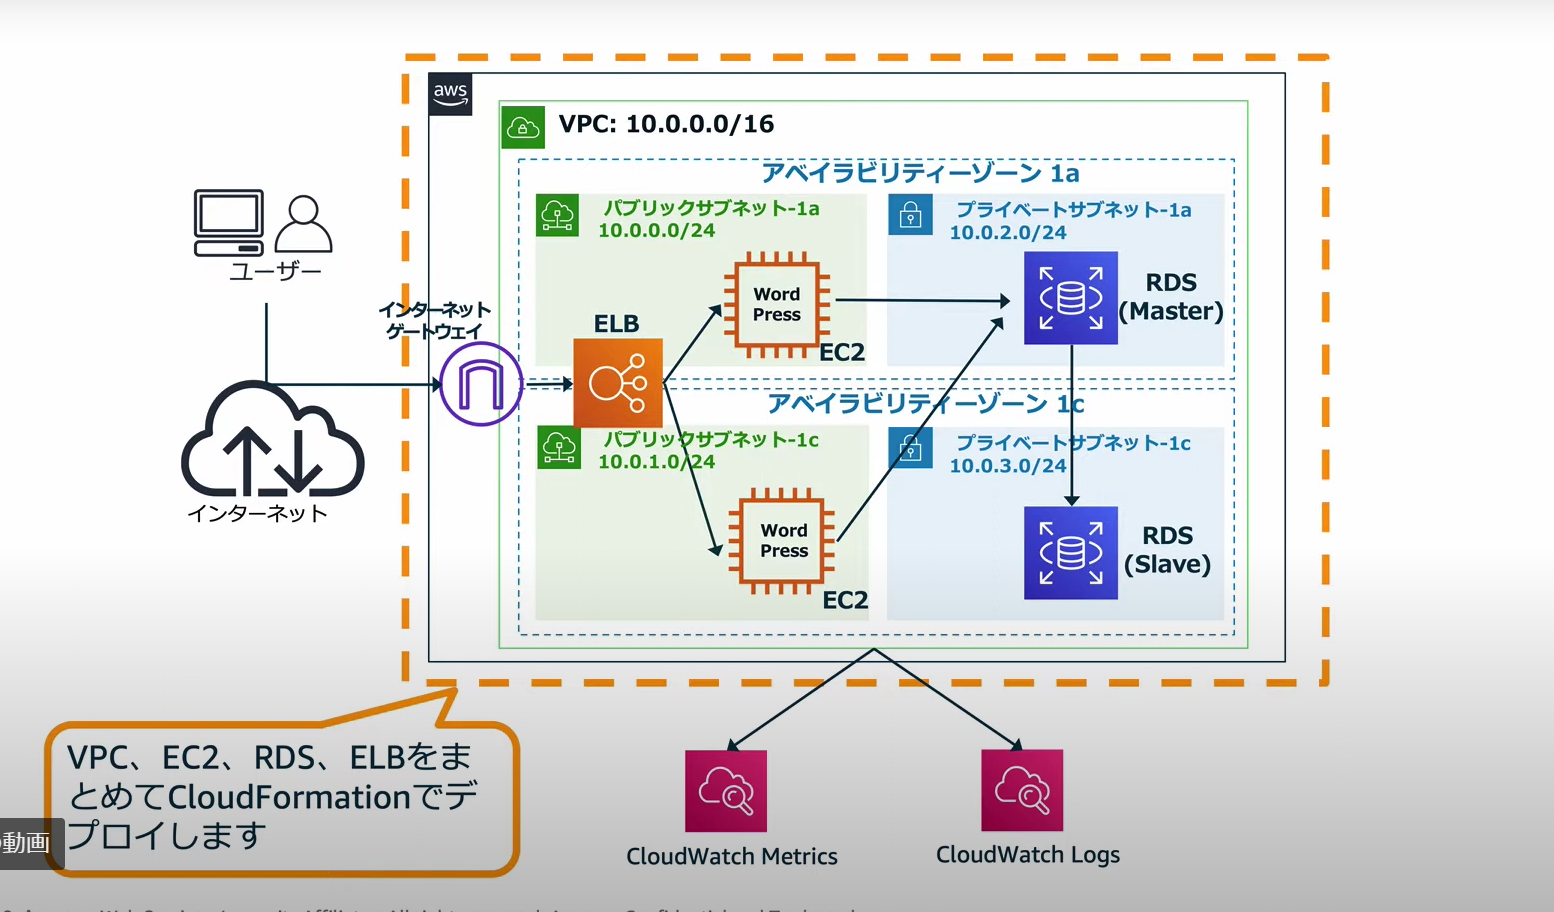 aws
VPC: 10.0.0.0/16
アベイラビリティーゾーン 1a
パブリックサブネット-1a
10.0.0.0/24
プライベートサブネット-1a
10.0.2.0/24
ユーザー
インターネット
ゲートウェイ
ELB
Word
Press
EC2
RDS
(Master)
アベイラビリティーゾーン 1c
パブリックサブネット-1c
10.0.1.0/24
プライベートサブネット-1c
10.0.3.0/24
インターネット
Word
Press
EC2
RDS
(Slave)
VPC、EC2、RDS、ELBをま
とめてCloudFormationでデ
プロイします
動画
CloudWatch Metrics
CloudWatch Logs